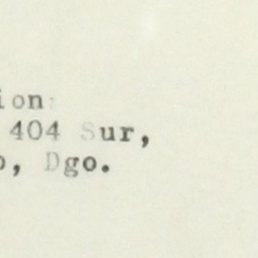 ion:
404 Sur,
o, Dgo.